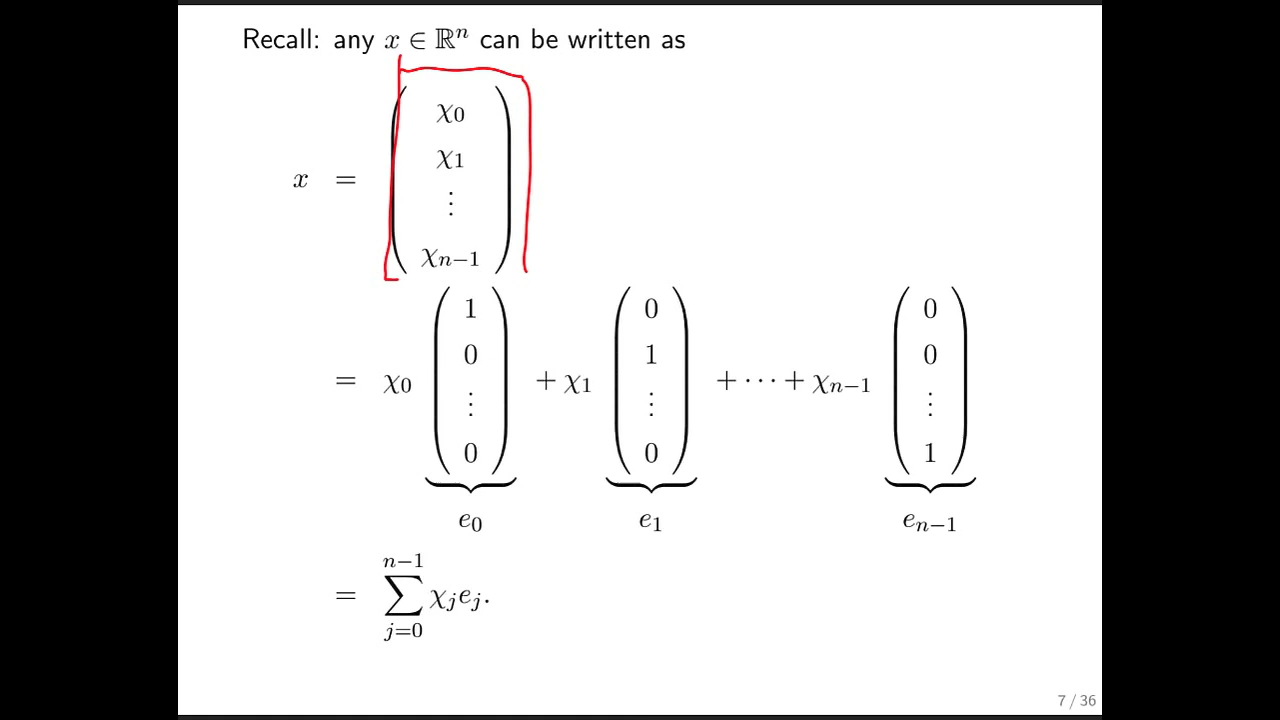 Recall: any x ∈ ℝⁿ can be written as
x = ( χ₀ χ₁ ⋮ χₙ₋₁ )
= χ₀ ( 1 0 ⋮ 0 ) + χ₁ ( 0 1 ⋮ 0 ) + ⋯ + χₙ₋₁ ( 0 0 ⋮ 1 )
e₀ e₁ eₙ₋₁
= ∑_{j=0}^{n−1} χⱼeⱼ.
7 / 36